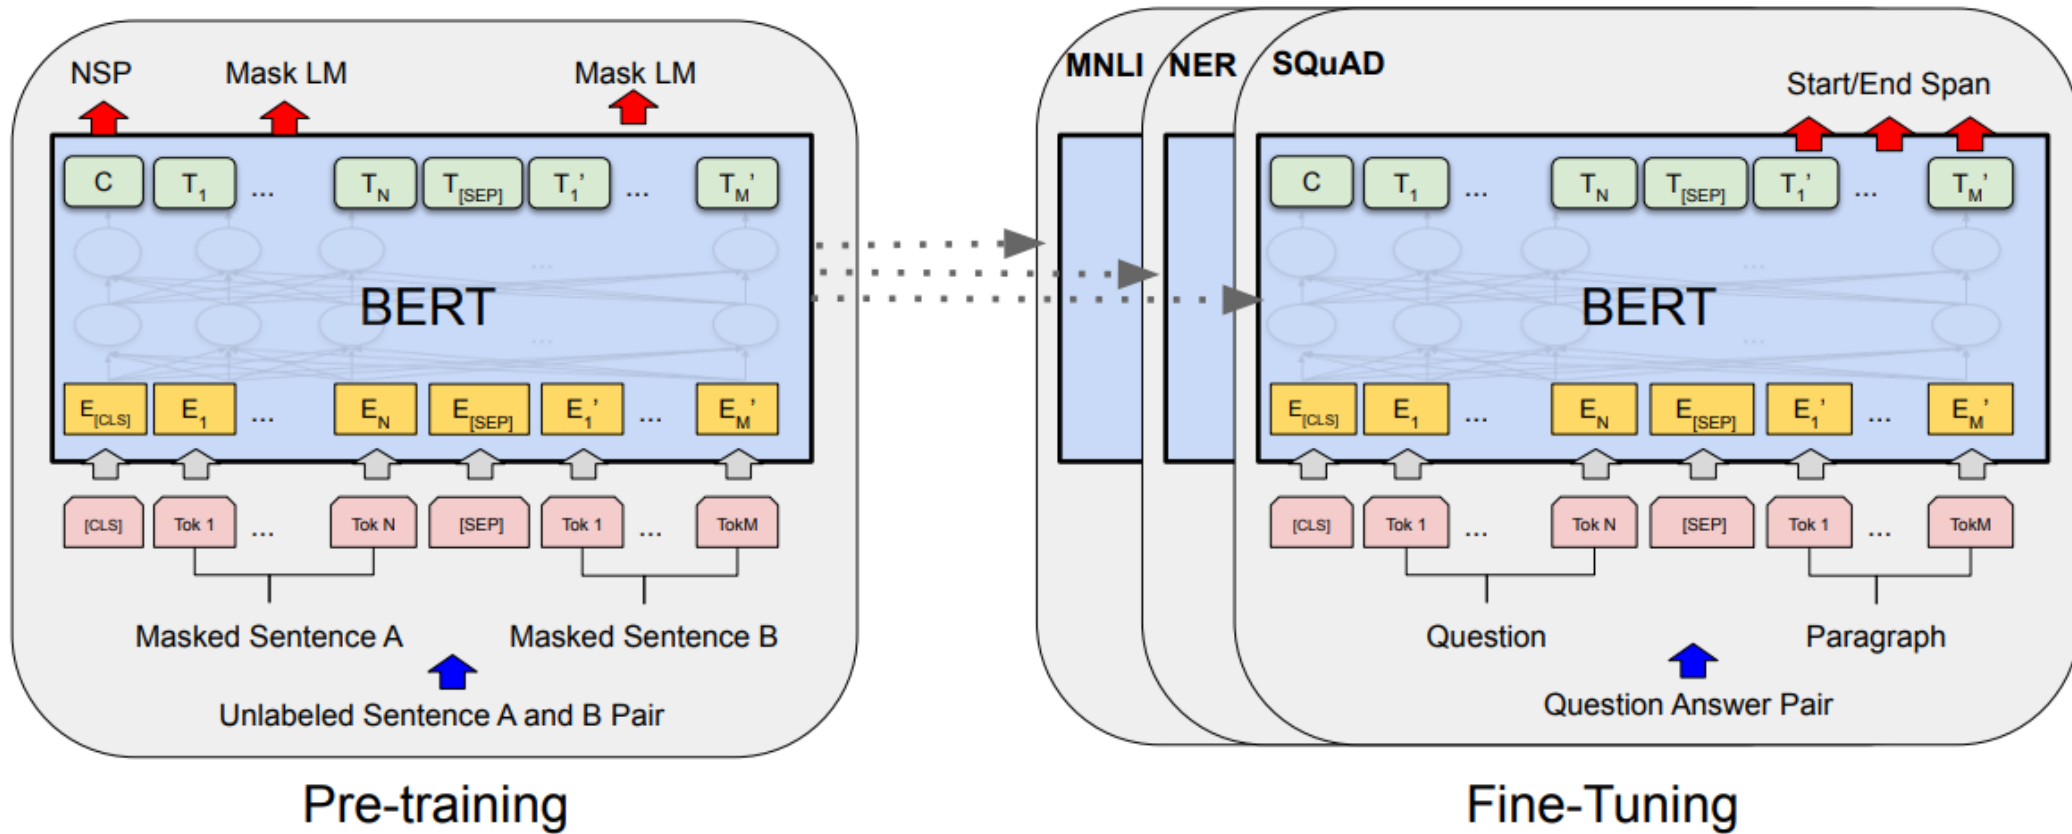 NSP Mask LM Mask LM
C T1 ... TN T[SEP] T1’ ... TM’
...
BERT
...
E[CLS] E1 ... EN E[SEP] E1’ ... EM’
[CLS] Tok 1 ... Tok N [SEP] Tok 1 ... TokM
Masked Sentence A Masked Sentence B
Unlabeled Sentence A and B Pair
Pre-training
MNLI NER SQuAD
Start/End Span
C T1 ... TN T[SEP] T1’ ... TM’
...
BERT
...
E[CLS] E1 ... EN E[SEP] E1’ ... EM’
[CLS] Tok 1 ... Tok N [SEP] Tok 1 ... TokM
Question Paragraph
Question Answer Pair
Fine-Tuning